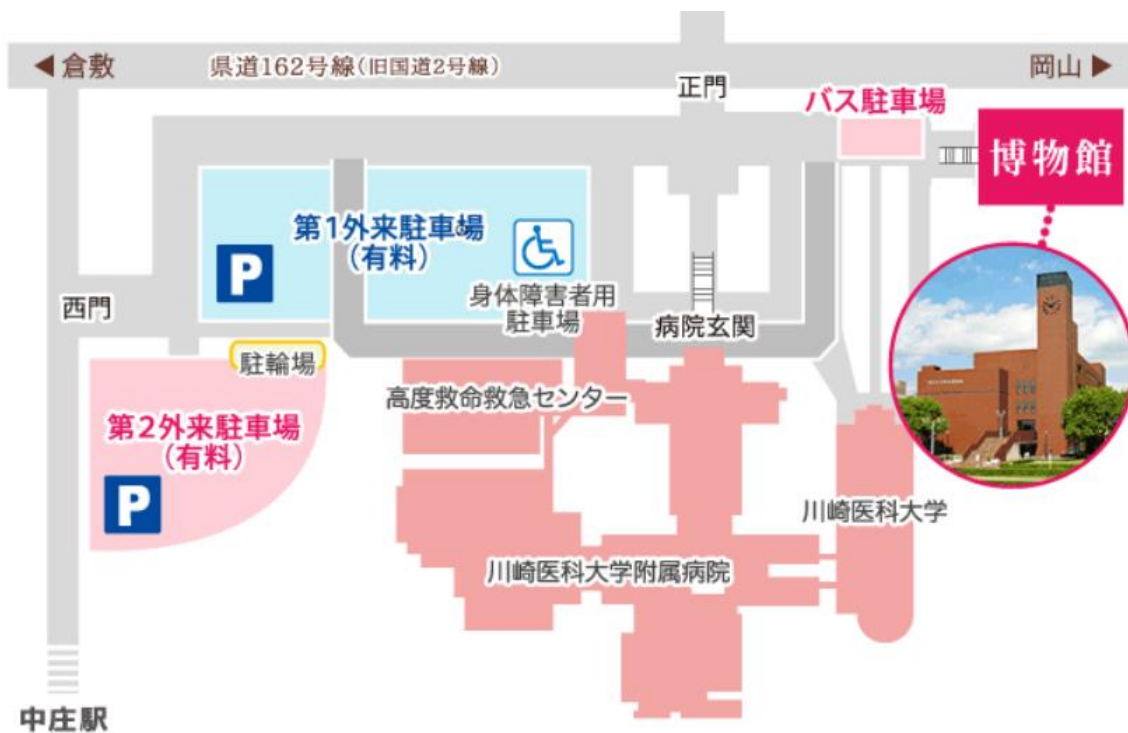 ◀倉敷
県道162号線(旧国道2号線)
岡山▶
正門
バス駐車場
博物館
第1外来駐車場
(有料)
P
身体障害者用
駐車場
西門
病院玄関
駐輪場
高度救命救急センター
第2外来駐車場
(有料)
P
川崎医科大学
川崎医科大学附属病院
中庄駅